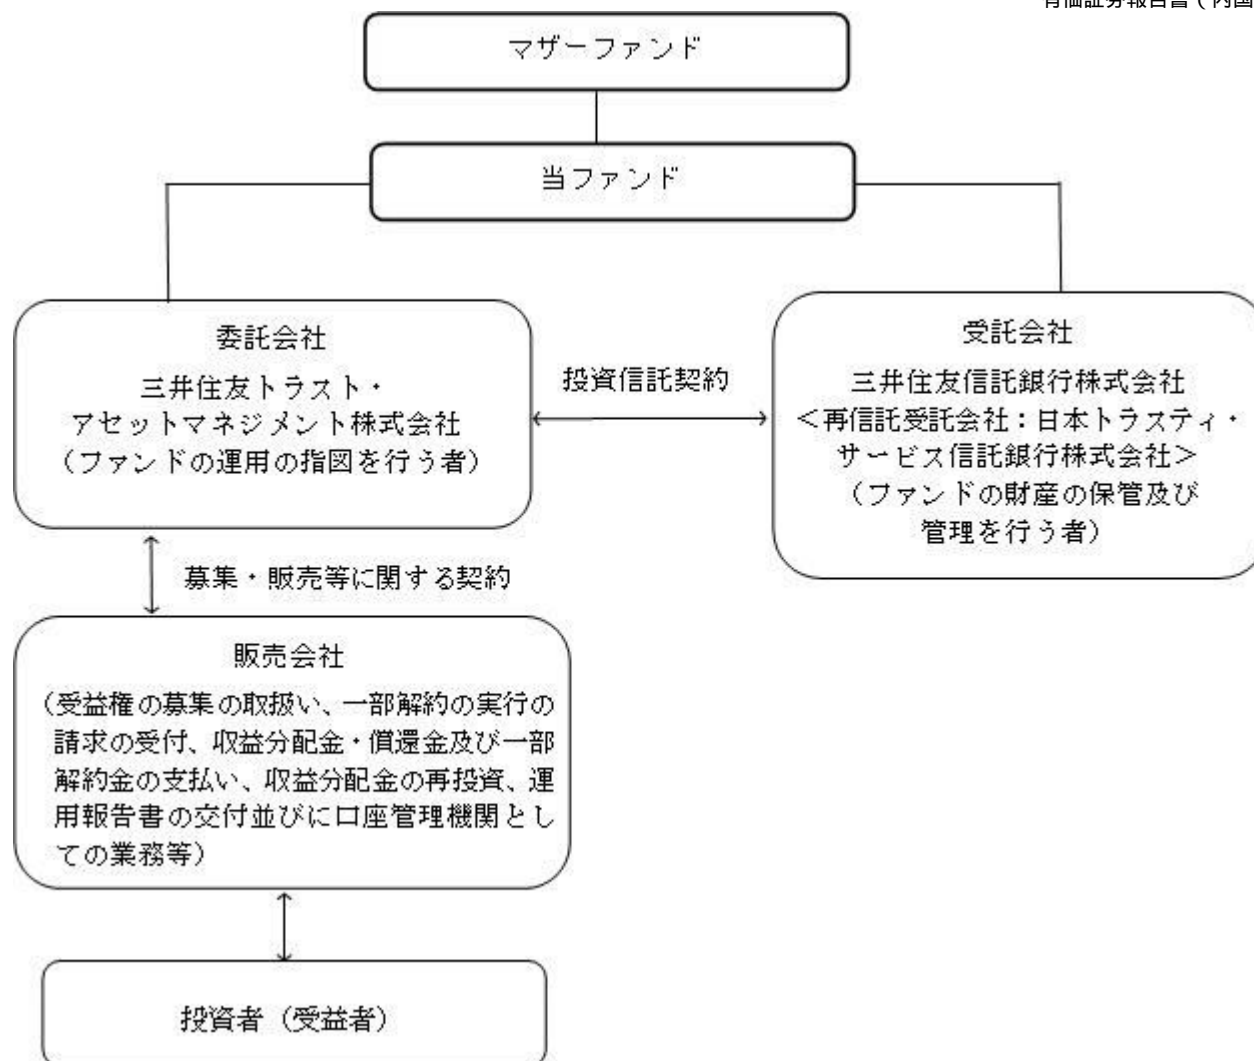 有価証券報告書（内国
マザーファンド
当ファンド
委託会社
三井住友トラスト・
アセットマネジメント株式会社
（ファンドの運用の指図を行う者）
投資信託契約
受託会社
三井住友信託銀行株式会社
＜再信託受託会社：日本トラスティ・
サービス信託銀行株式会社＞
（ファンドの財産の保管及び
管理を行う者）
募集・販売等に関する契約
販売会社
（受益権の募集の取扱い、一部解約の実行の
請求の受付、収益分配金・償還金及び一部
解約金の支払い、収益分配金の再投資、運
用報告書の交付並びに口座管理機関とし
ての業務等）
投資者（受益者）